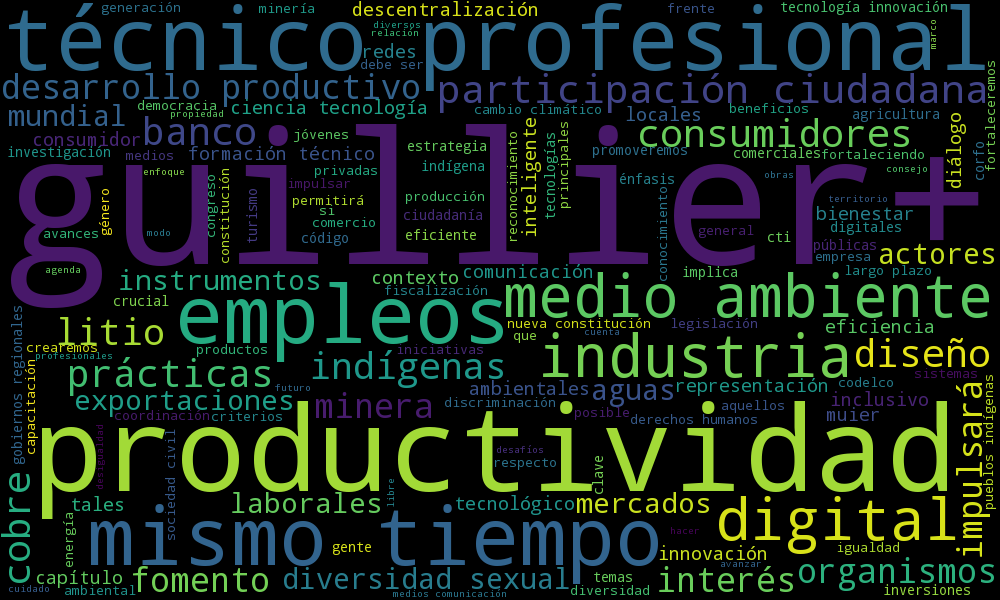 generación
minería
descentralización
diversos
relación
frente
tecnología innovación
marco
técnico profesional
redes
debe ser
desarrollo productivo
participación ciudadana
fortaleceremos
mundial
democracia
propiedad
ciencia tecnología
cambio climático
locales
beneficios
agricultura
consumidor
banco
jóvenes
estrategia
reconocimiento
inteligente
tecnologías
principales
consumidores
diálogo
corfo
investigación
medios
formación técnico
indígena
promoveremos
comerciales
fortaleciendo
enfoque
privadas
énfasis
obras
consejo
guillier+
género
congreso
constitución
turismo
impulsar
permitirá
si
comercio
código
producción
ciudadanía
eficiente
conocimiento
general
cti
territorio
bienestar
digitales
públicas
empresa
avances
modo
actores
agenda
instrumentos
contexto
comunicación
fiscalización
implica
largo plazo
crucial
empleos
medio ambiente
gobiernos regionales
litio
nueva constitución
que
cuenta
legislación
eficiencia
crearemos
profesionales
productos
iniciativas
industria
diseño
capacitación
prácticas
futuro
indígenas
ambientales
aguas
representación
codelco
sistemas
exportaciones
minera
discriminación
aquellos
inclusivo
impulsará
pueblos indígenas
coordinación
criterios
posible
derechos humanos
mujer
productividad
desigualdad
sociedad civil
desafíos
respecto
clave
cobre
tales
laborales
libre
tecnológico
mercados
digital
energía
mismo tiempo
gente
hacer
innovación
igualdad
avanzar
capítulo
fomento
diversidad sexual
temas
interés
organismos
cuidado
ambiental
medios comunicación
diversidad
inversiones